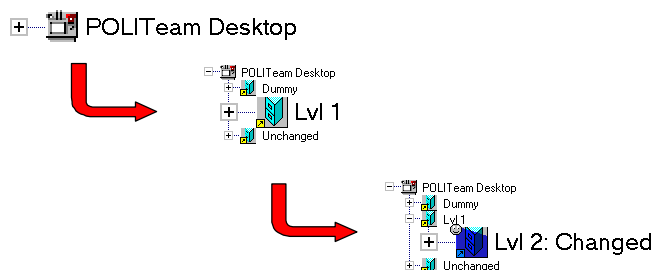 POLITeam Desktop
POLITeam Desktop
Dummy
Lvl 1
Unchanged
POLITeam Desktop
Dummy
Lvl 1
Lvl 2: Changed
Unchanged